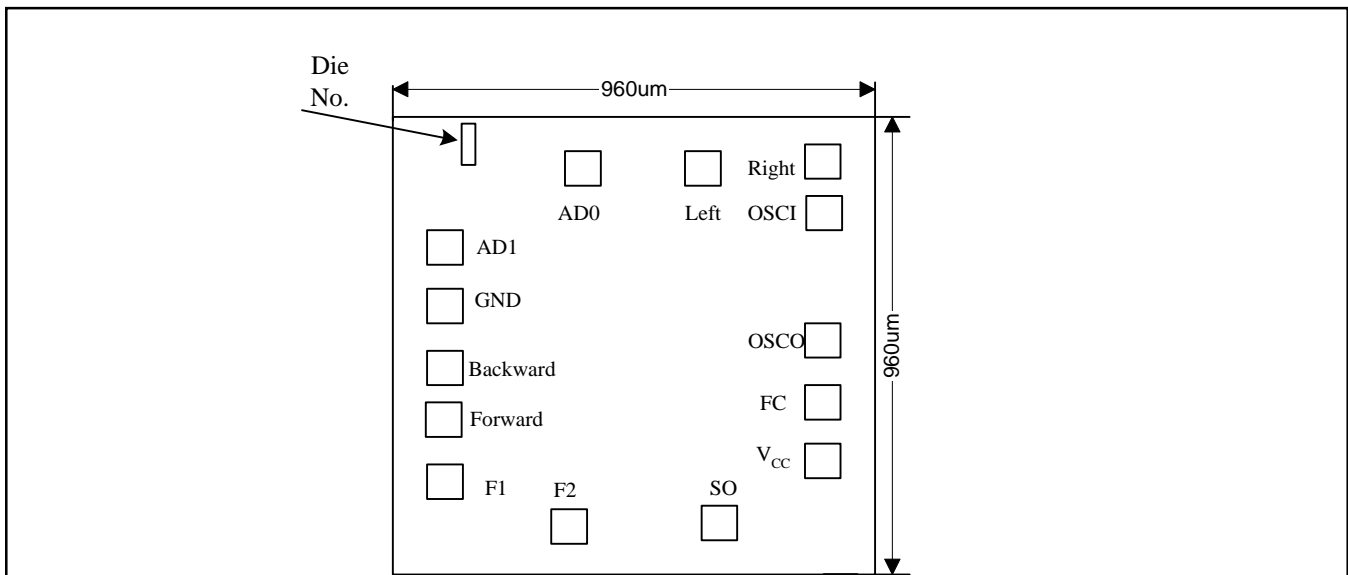 Die
No.
960um
Right
AD0
Left
OSCI
AD1
GND
960um
OSCO
Backward
FC
Forward
VCC
F1
F2
SO